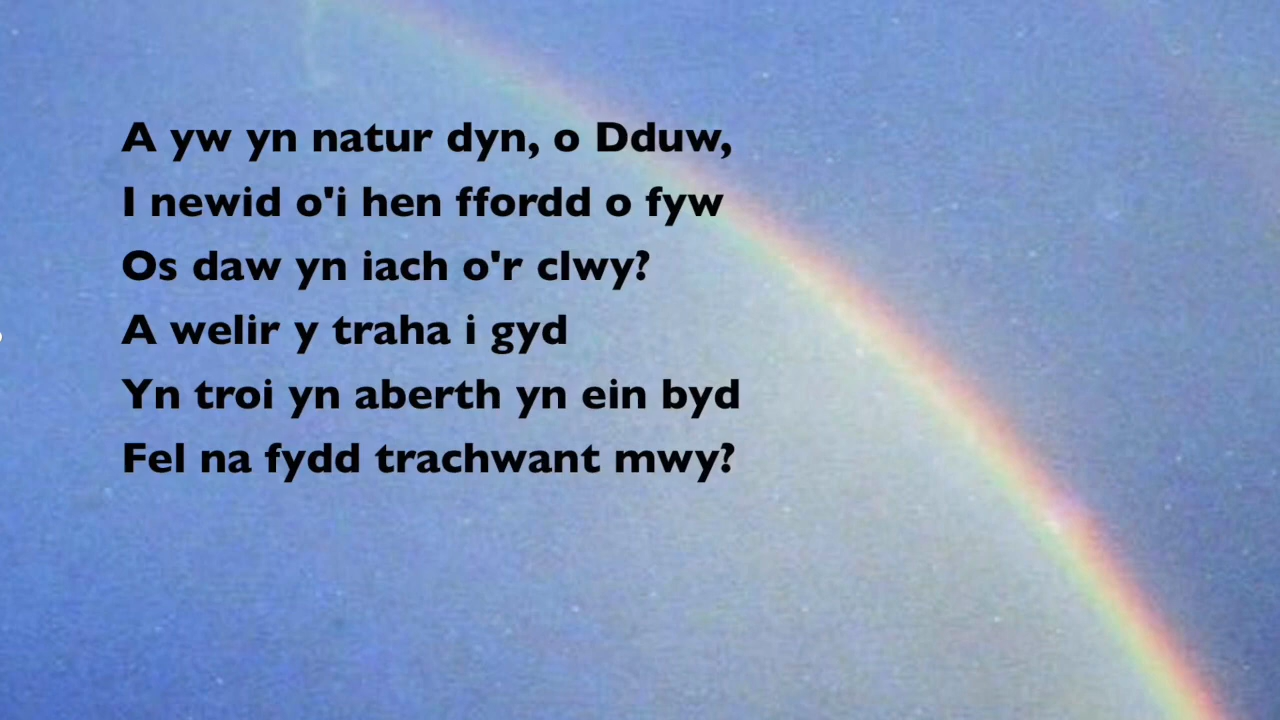 A yw yn natur dyn, o Dduw,
I newid o'i hen ffordd o fyw
Os daw yn iach o'r clwy?
A welir y traha i gyd
Yn troi yn aberth yn ein byd
Fel na fydd trachwant mwy?